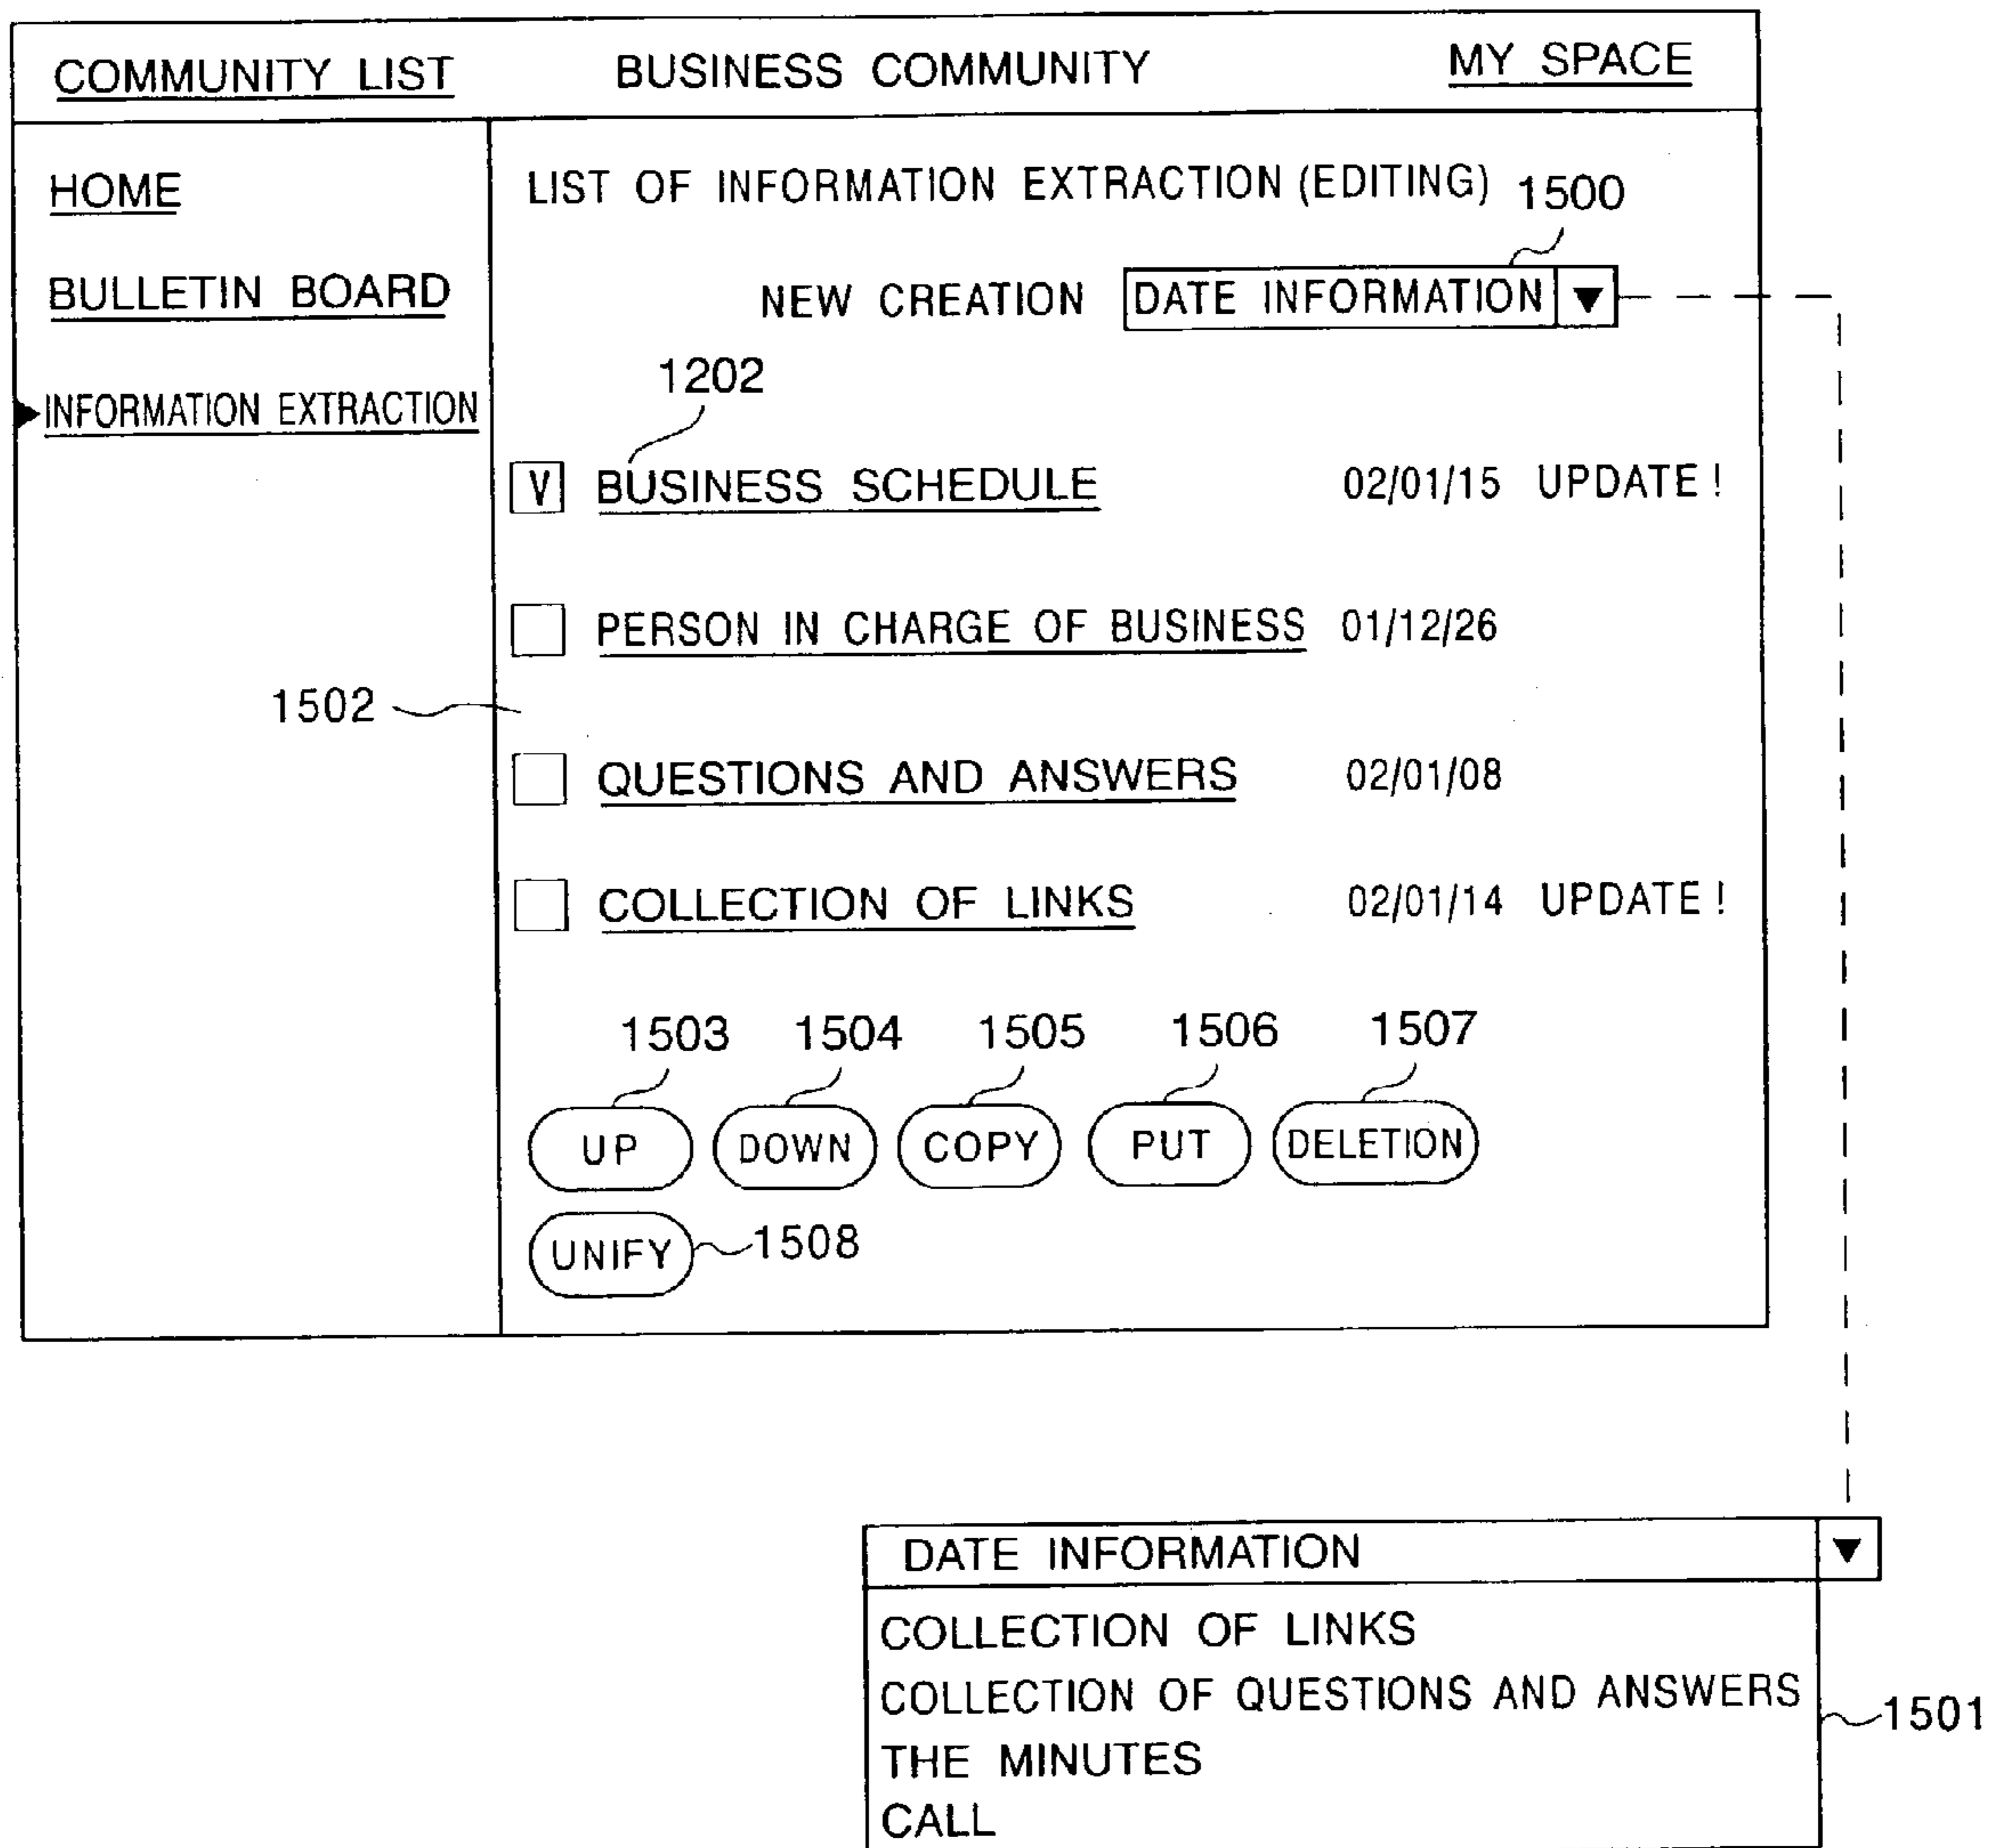 COMMUNITY LIST BUSINESS COMMUNITY MY SPACE
HOME
BULLETIN BOARD
INFORMATION EXTRACTION
LIST OF INFORMATION EXTRACTION (EDITING) 1500
NEW CREATION DATE INFORMATION ▼
1202
V BUSINESS SCHEDULE 02/01/15 UPDATE!
PERSON IN CHARGE OF BUSINESS 01/12/26
1502
QUESTIONS AND ANSWERS 02/01/08
COLLECTION OF LINKS 02/01/14 UPDATE!
1503 1504 1505 1506 1507
UP DOWN COPY PUT DELETION
UNIFY 1508
DATE INFORMATION ▼
COLLECTION OF LINKS
COLLECTION OF QUESTIONS AND ANSWERS
1501
THE MINUTES
CALL